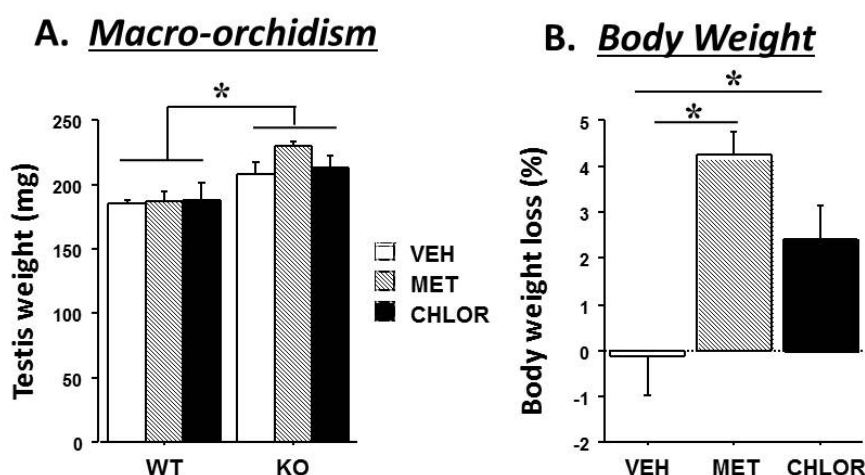 A. Macro-orchidism
*
250
200
150
100
50
0
Testis weight (mg)
WT KO
VEH
MET
CHLOR
B. Body Weight
*
*
5
4
3
2
1
0
-1
-2
Body weight loss (%)
VEH MET CHLOR